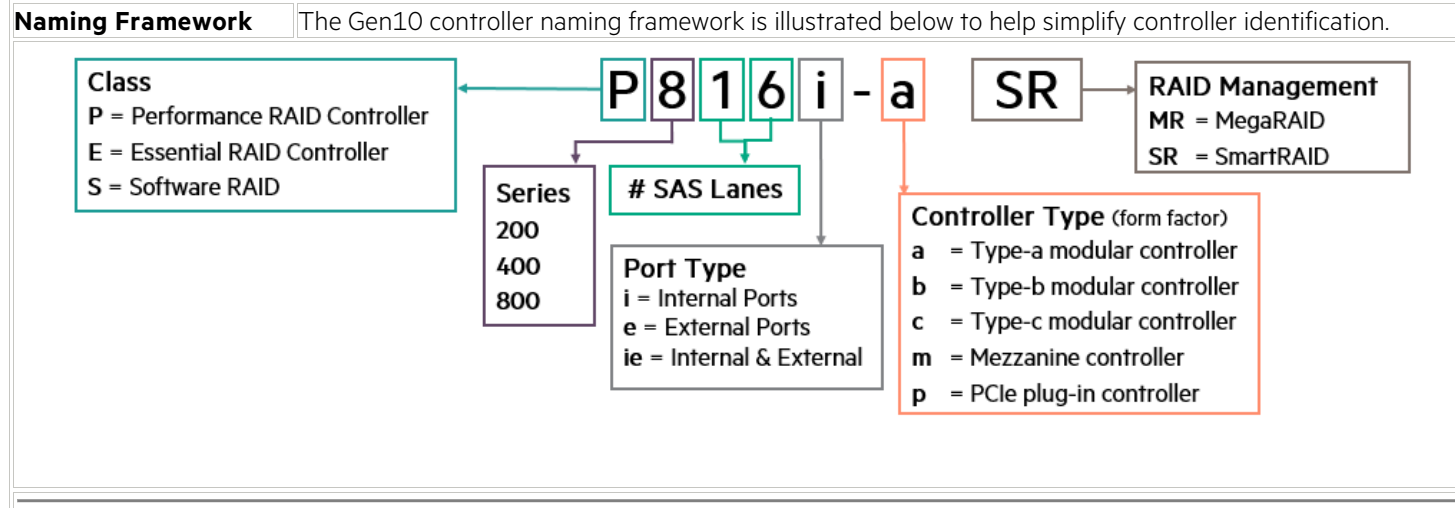 Naming Framework The Gen10 controller naming framework is illustrated below to help simplify controller identification.
P816i-a SR
Class
P = Performance RAID Controller
E = Essential RAID Controller
S = Software RAID
Series
200
400
800
# SAS Lanes
Port Type
i = Internal Ports
e = External Ports
ie = Internal & External
Controller Type (form factor)
a = Type-a modular controller
b = Type-b modular controller
c = Type-c modular controller
m = Mezzanine controller
p = PCIe plug-in controller
RAID Management
MR = MegaRAID
SR = SmartRAID